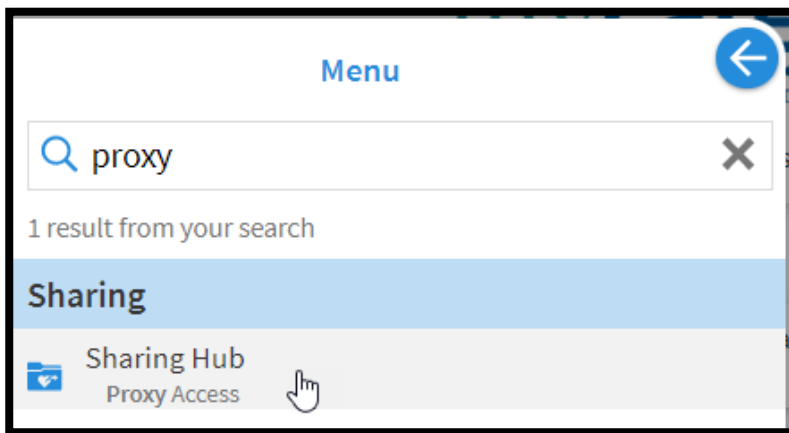 Menu
proxy
1 result from your search
Sharing
Sharing Hub
Proxy Access